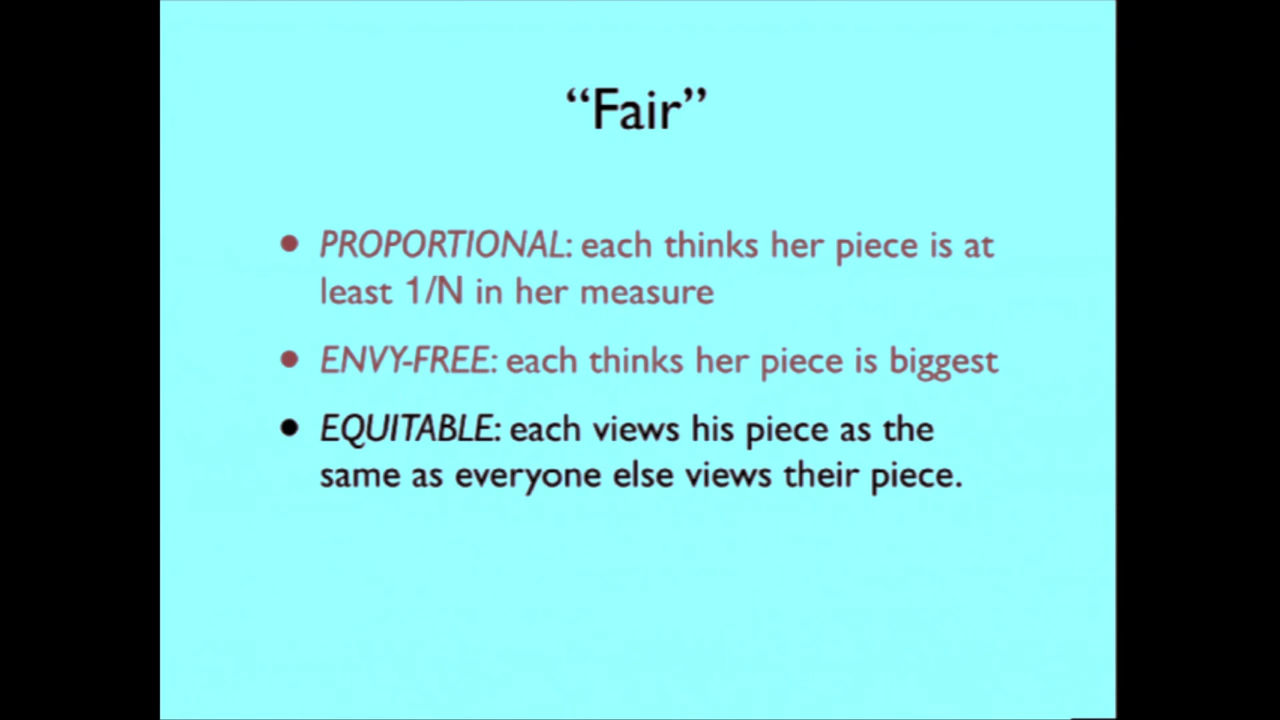 “Fair”
• PROPORTIONAL: each thinks her piece is at
least 1/N in her measure
• ENVY-FREE: each thinks her piece is biggest
• EQUITABLE: each views his piece as the
same as everyone else views their piece.